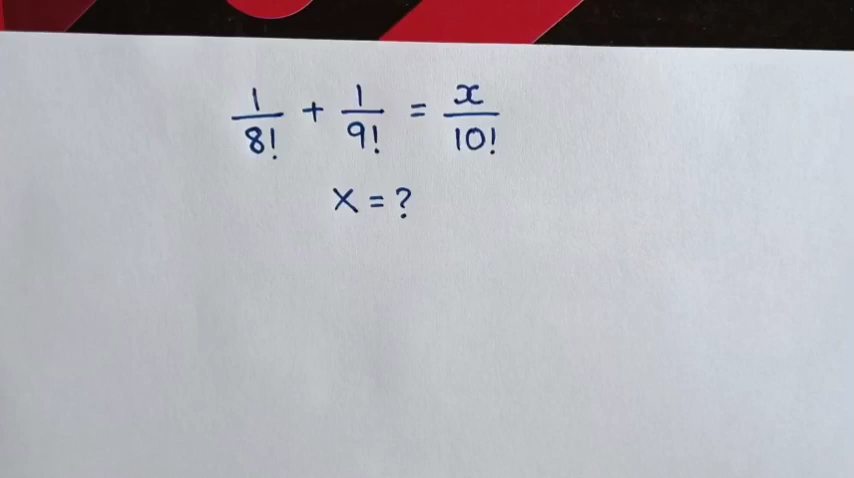 1/8! + 1/9! = x/10!
x = ?